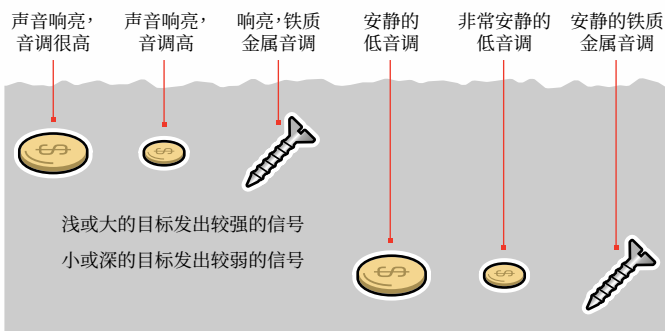 声音响亮，
音调很高
声音响亮，
音调高
响亮，铁质
金属音调
安静的
低音调
非常安静的
低音调
安静的铁质
金属音调
浅或大的目标发出较强的信号
小或深的目标发出较弱的信号